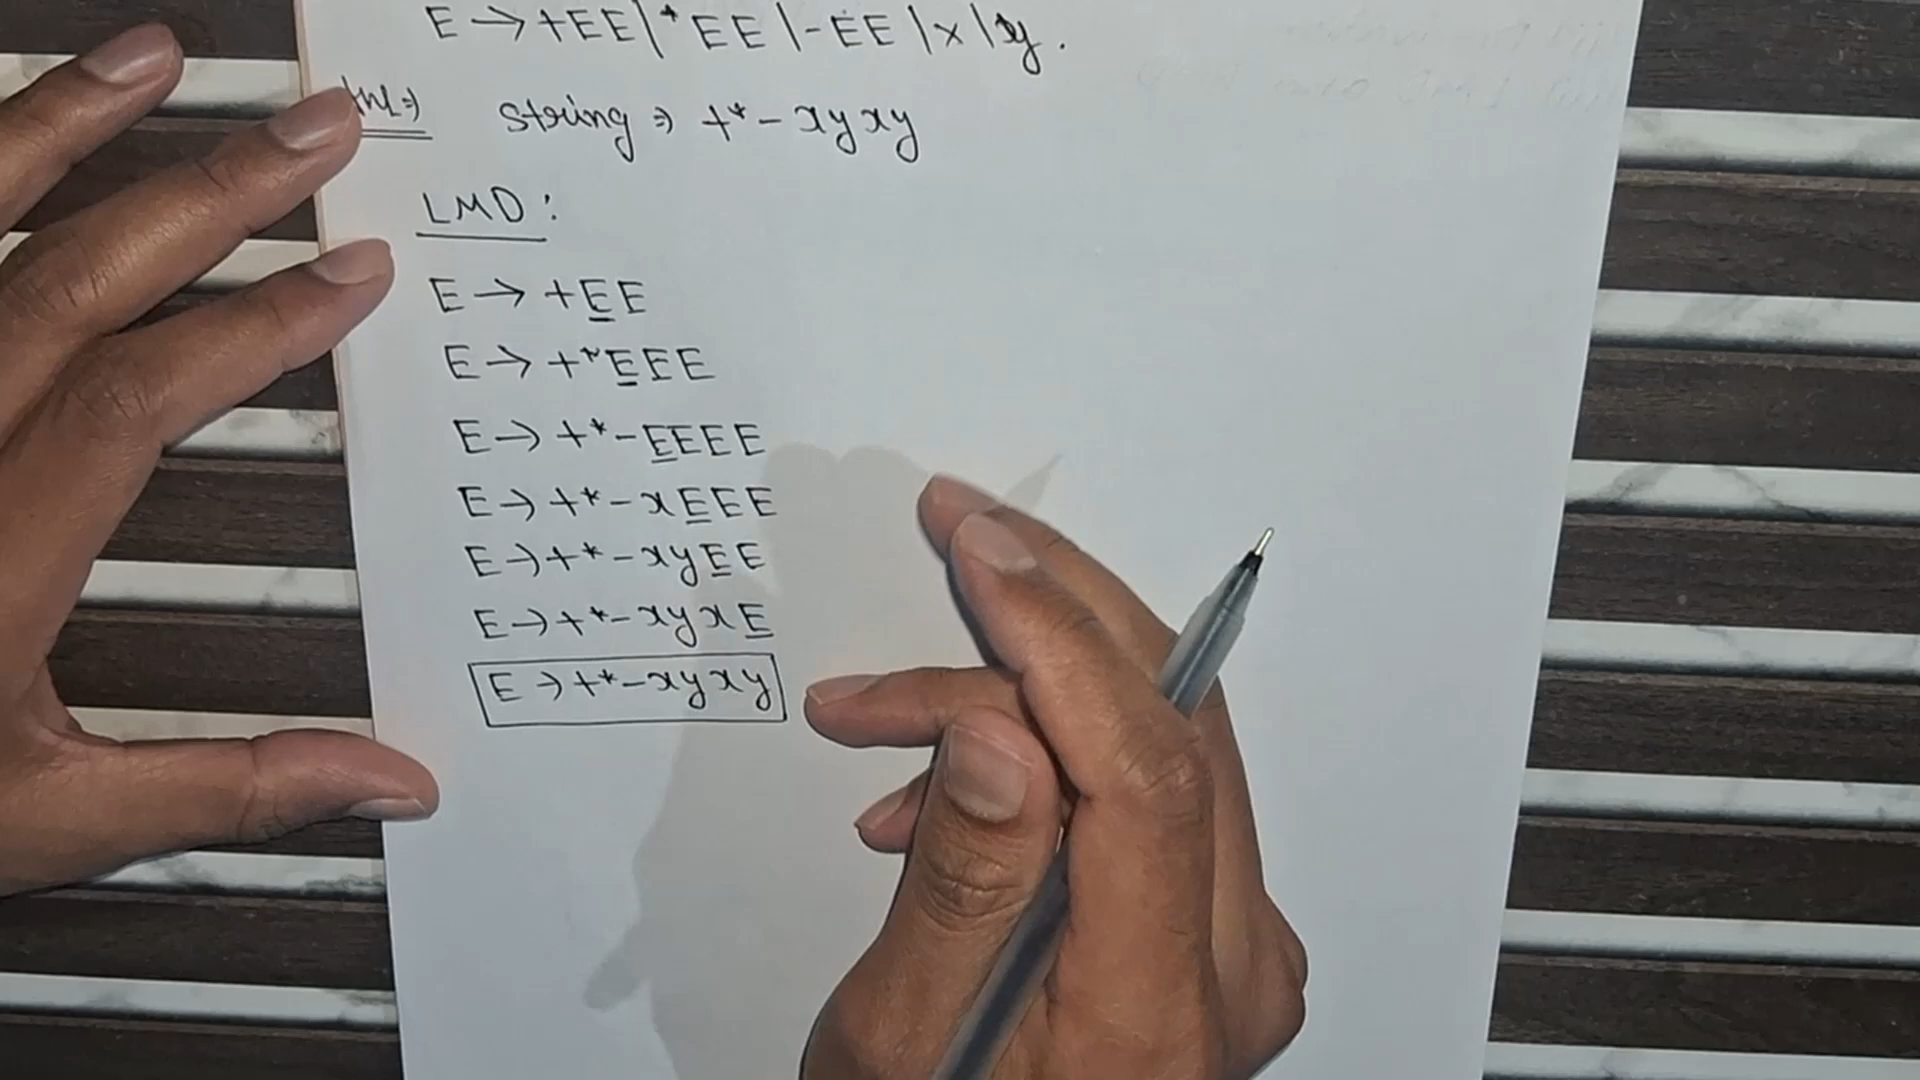 E → +EE | *EE | -EE | x | y .
string ⇒ +*-xyxy
LMD :
E → +EE
E → +*EEE
E → +*-EEEE
E → +*-xEEE
E → +*-xyEE
E → +*-xyxE
E → +*-xyxy